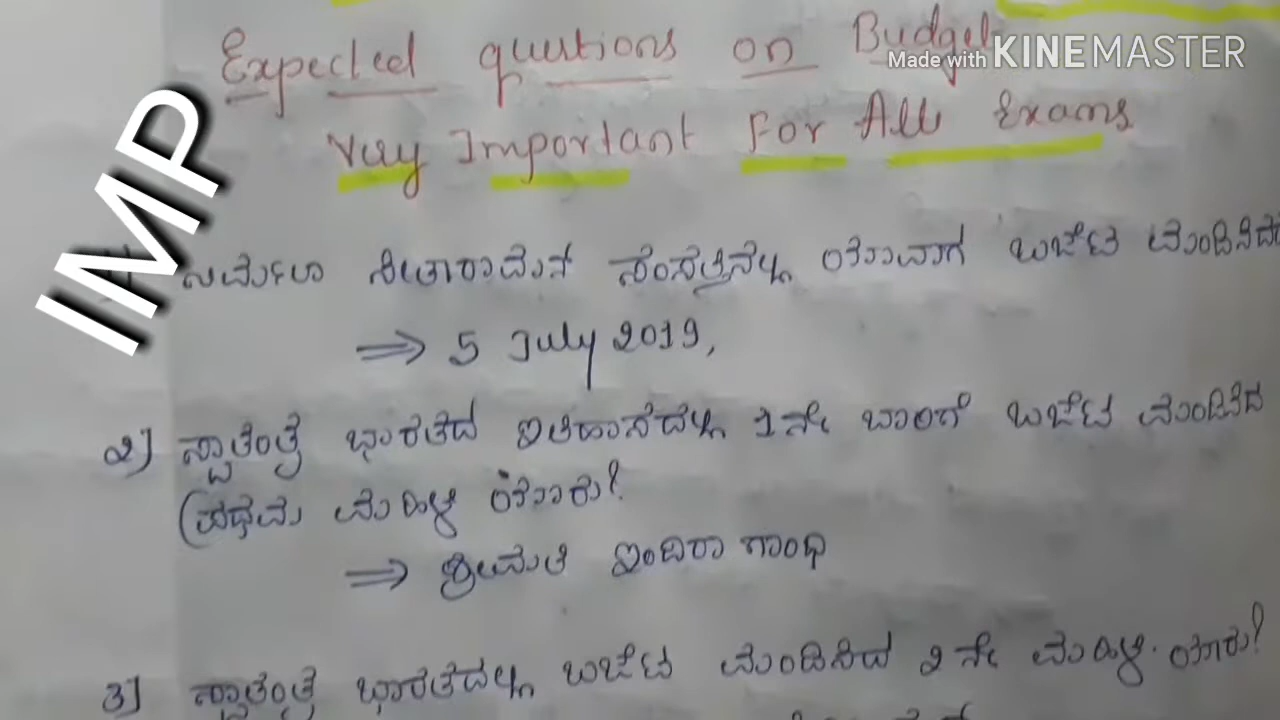 Expected questions on Budget
Made with KINEMASTER
Very Important For All Exams
IMP
ನಿರ್ಮಲಾ ಸೀತಾರಾಮನ್ ಸಂಸತ್ತಿನಲ್ಲಿ ಯಾವಾಗ ಬಜೆಟ್
⇒ 5 July 2019,
2) ಸ್ವಾತಂತ್ರ್ಯ ಭಾರತದ ಇತಿಹಾಸದಲ್ಲಿ 1ನೇ ಬಾರಿಗೆ ಬಜೆಟ್ ಮಂಡಿಸಿದ
ಪ್ರಥಮ ಮಹಿಳೆ ಯಾರು?
⇒ ಶ್ರೀಮತಿ ಇಂದಿರಾ ಗಾಂಧಿ
3) ಸ್ವಾತಂತ್ರ್ಯ ಭಾರತದಲ್ಲಿ ಬಜೆಟ್ ಮಂಡಿಸಿದ 2ನೇ ಮಹಿಳೆ. ಯಾರು?